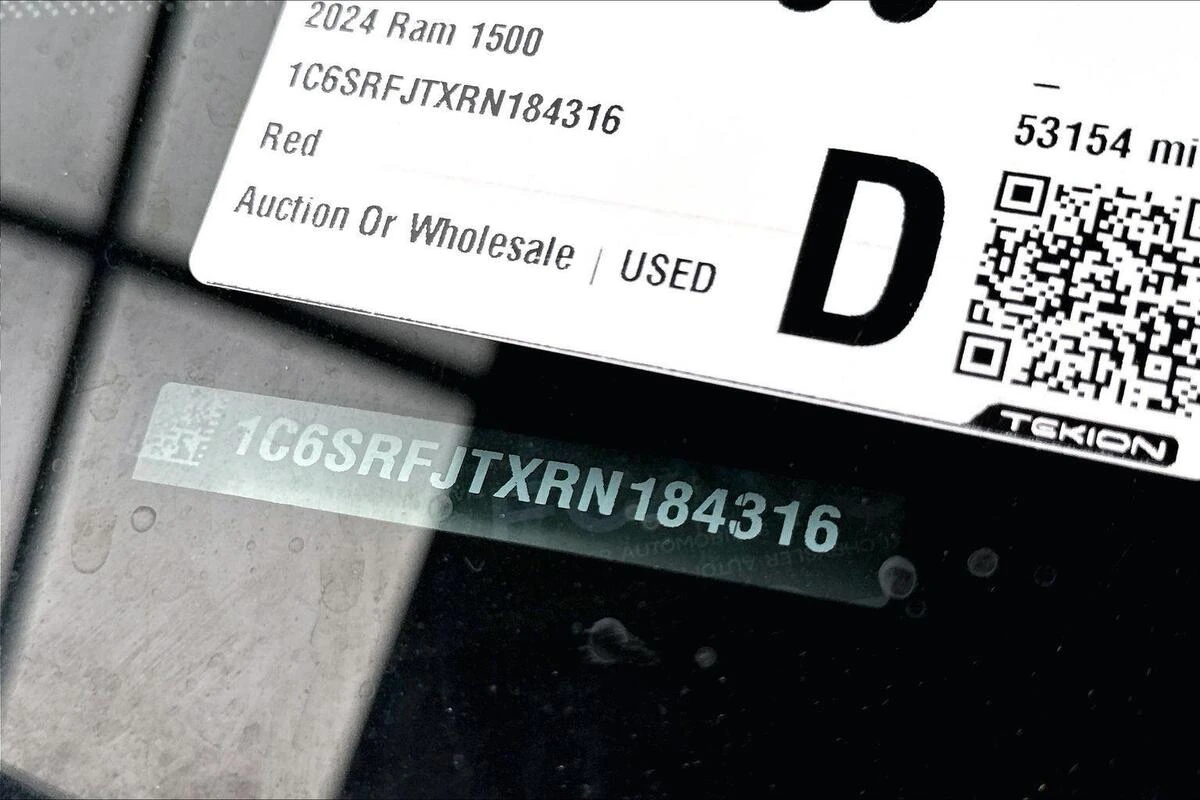 2024 Ram 1500
1C6SRFJTXRN184316
Red
Auction Or Wholesale | USED
D
53154 mi
TEKION
1C6SRFJTXRN184316